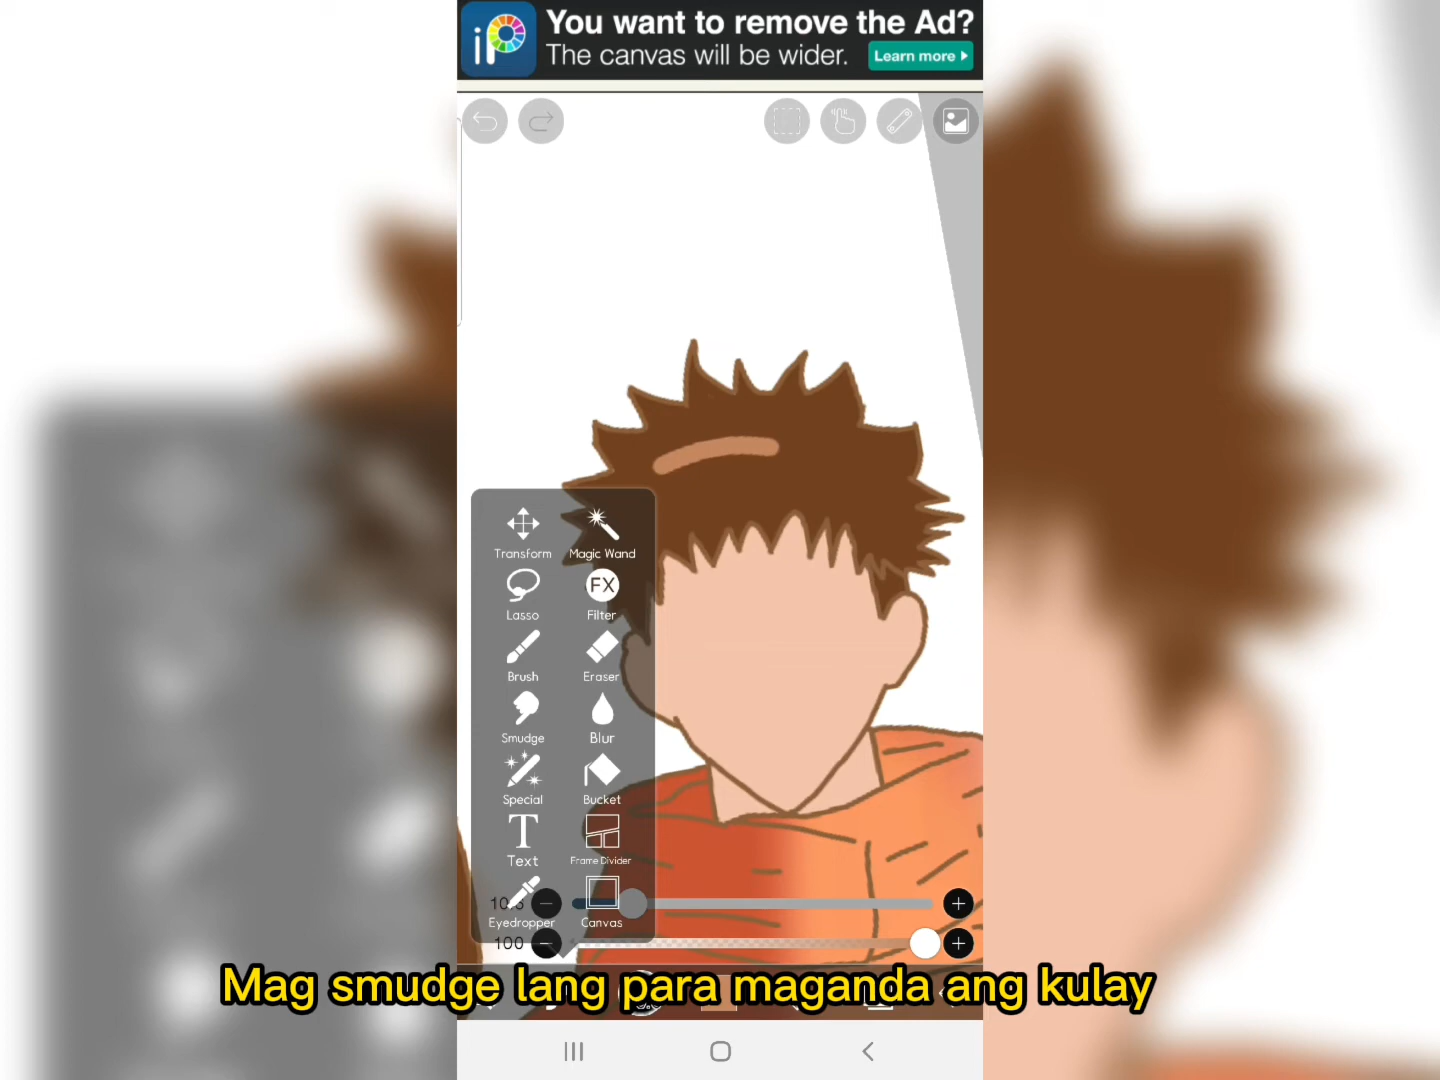 iP
You want to remove the Ad?
The canvas will be wider.
Learn more
Transform
Magic Wand
Lasso
FX
Filter
Brush
Eraser
Smudge
Blur
Special
Bucket
T
Text
Frame Divider
Eyedropper
Canvas
100
Mag smudge lang para maganda ang kulay